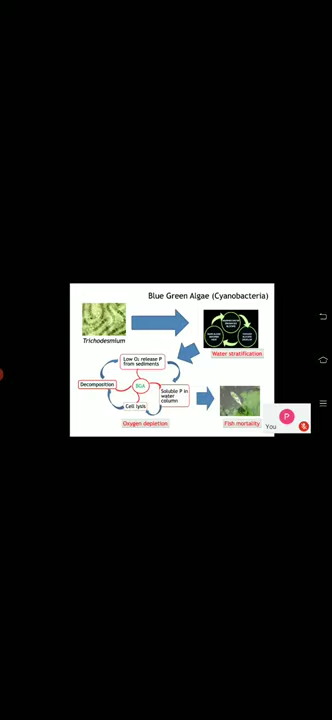 Blue Green Algae (Cyanobacteria)
Trichodesmium
Water stratification
Low O₂ release P
from sediments
Decomposition
BGA
Soluble P in
water
column
Cell lysis
Oxygen depletion
Fish mortality
P
You